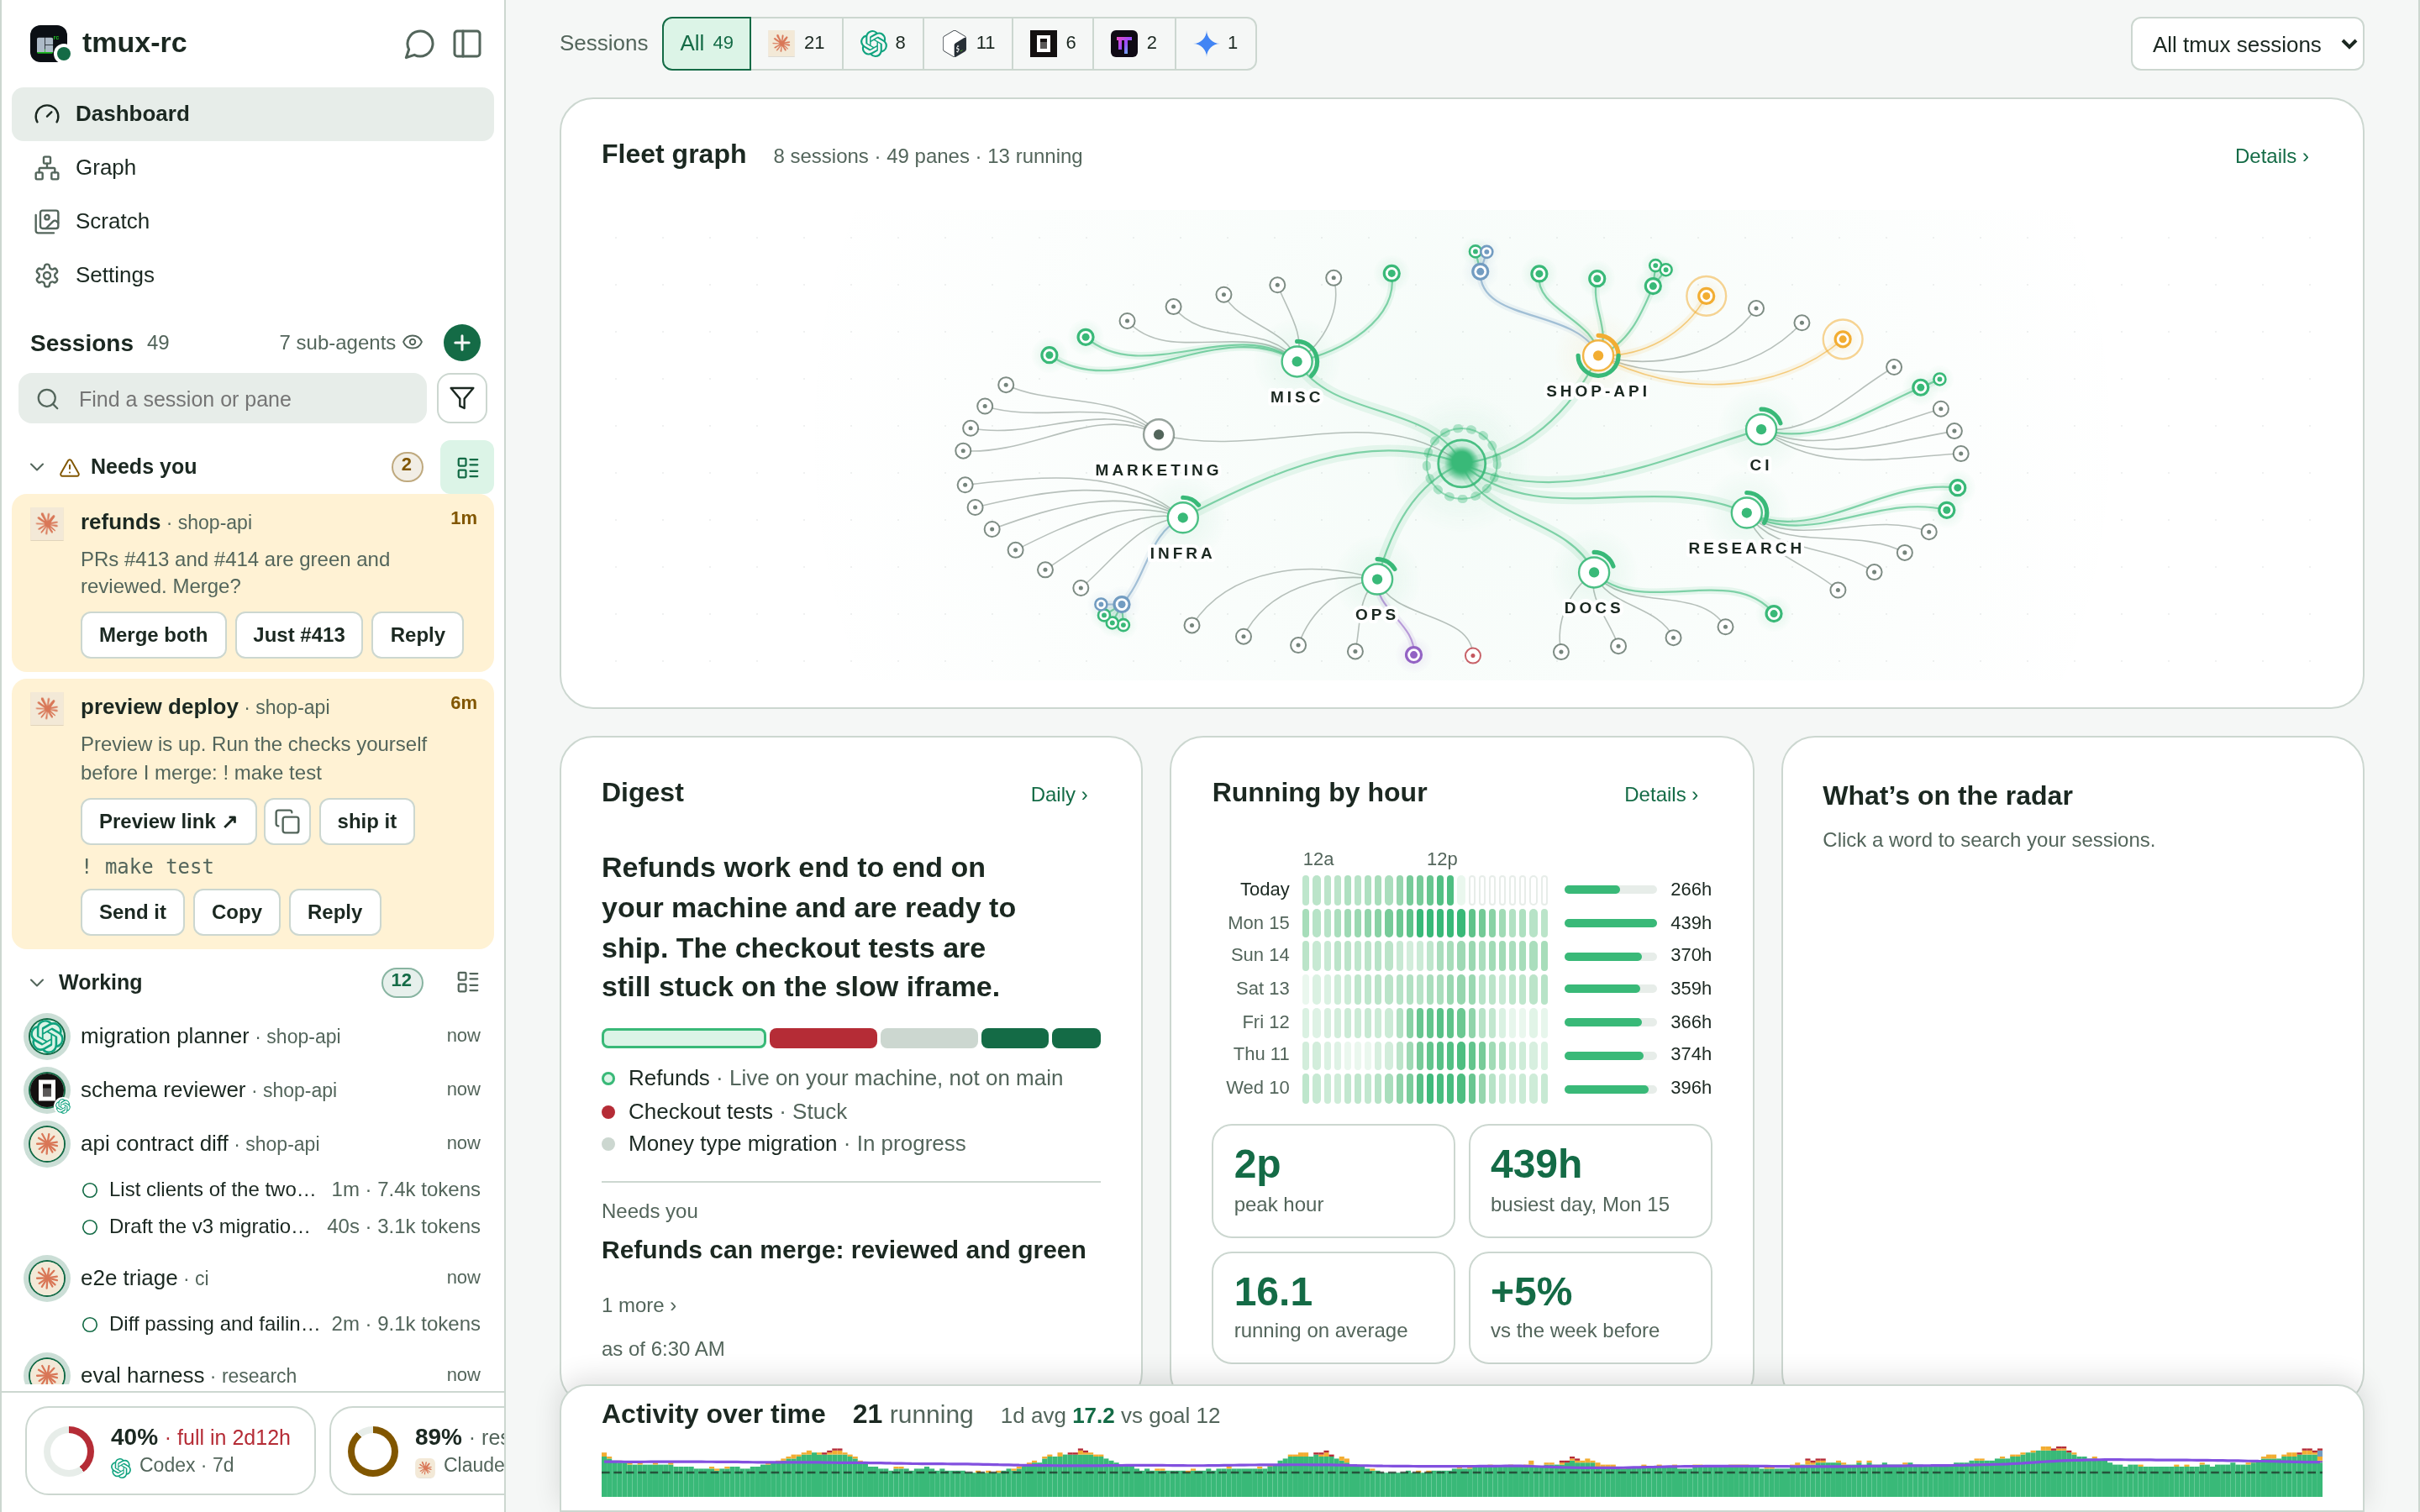 tmux-rc
Dashboard
Graph
Scratch
Settings
Sessions 49 7 sub-agents
Find a session or pane
Needs you 2
refunds · shop-api 1m
PRs #413 and #414 are green and
reviewed. Merge?
Merge both Just #413 Reply
preview deploy · shop-api 6m
Preview is up. Run the checks yourself
before I merge: ! make test
Preview link ↗ ship it
! make test
Send it Copy Reply
Working 12
migration planner · shop-api now
schema reviewer · shop-api now
api contract diff · shop-api now
List clients of the two… 1m · 7.4k tokens
Draft the v3 migratio… 40s · 3.1k tokens
e2e triage · ci now
Diff passing and failin… 2m · 9.1k tokens
eval harness · research now
40% · full in 2d12h
Codex · 7d
89% · res
Claude
Sessions All 49 21 8 11 6 2 1
All tmux sessions
Fleet graph 8 sessions · 49 panes · 13 running Details ›
MISC
SHOP-API
MARKETING
CI
INFRA
RESEARCH
OPS
DOCS
Digest Daily ›
Refunds work end to end on
your machine and are ready to
ship. The checkout tests are
still stuck on the slow iframe.
Refunds · Live on your machine, not on main
Checkout tests · Stuck
Money type migration · In progress
Needs you
Refunds can merge: reviewed and green
1 more ›
as of 6:30 AM
Running by hour Details ›
12a 12p
Today 266h
Mon 15 439h
Sun 14 370h
Sat 13 359h
Fri 12 366h
Thu 11 374h
Wed 10 396h
2p
peak hour
439h
busiest day, Mon 15
16.1
running on average
+5%
vs the week before
What’s on the radar
Click a word to search your sessions.
Activity over time 21 running 1d avg 17.2 vs goal 12